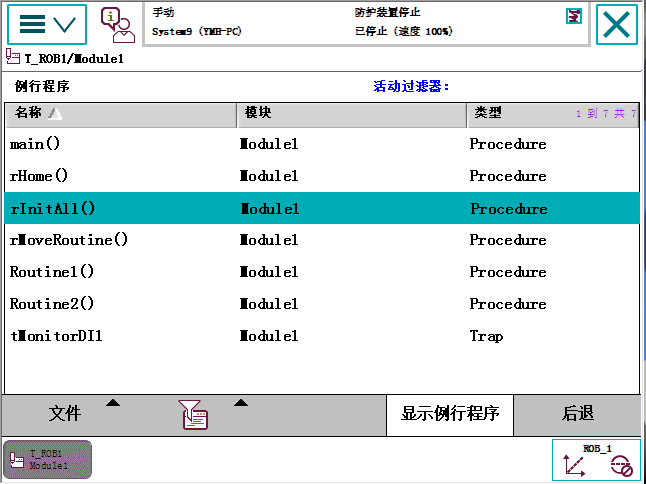 手动 防护装置停止
System9 (YMH-PC) 已停止 (速度 100%)
T_ROB1/Module1
例行程序 活动过滤器:
名称 模块 类型 1 到 7 共 7
main() Module1 Procedure
rHome() Module1 Procedure
rInitAll() Module1 Procedure
rMoveRoutine() Module1 Procedure
Routine1() Module1 Procedure
Routine2() Module1 Procedure
tMonitorDI1 Module1 Trap
文件 显示例行程序 后退
T_ROB1
Module1
ROB_1